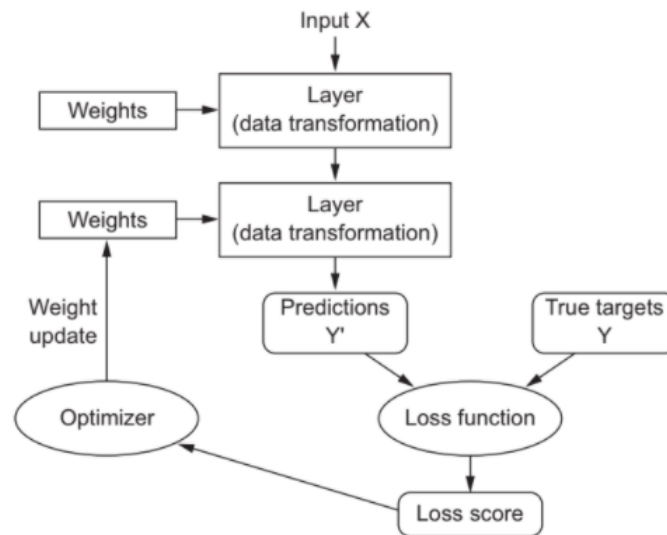 Input X
Weights
Layer
(data transformation)
Weights
Layer
(data transformation)
Weight
update
Predictions
Y'
True targets
Y
Optimizer
Loss function
Loss score